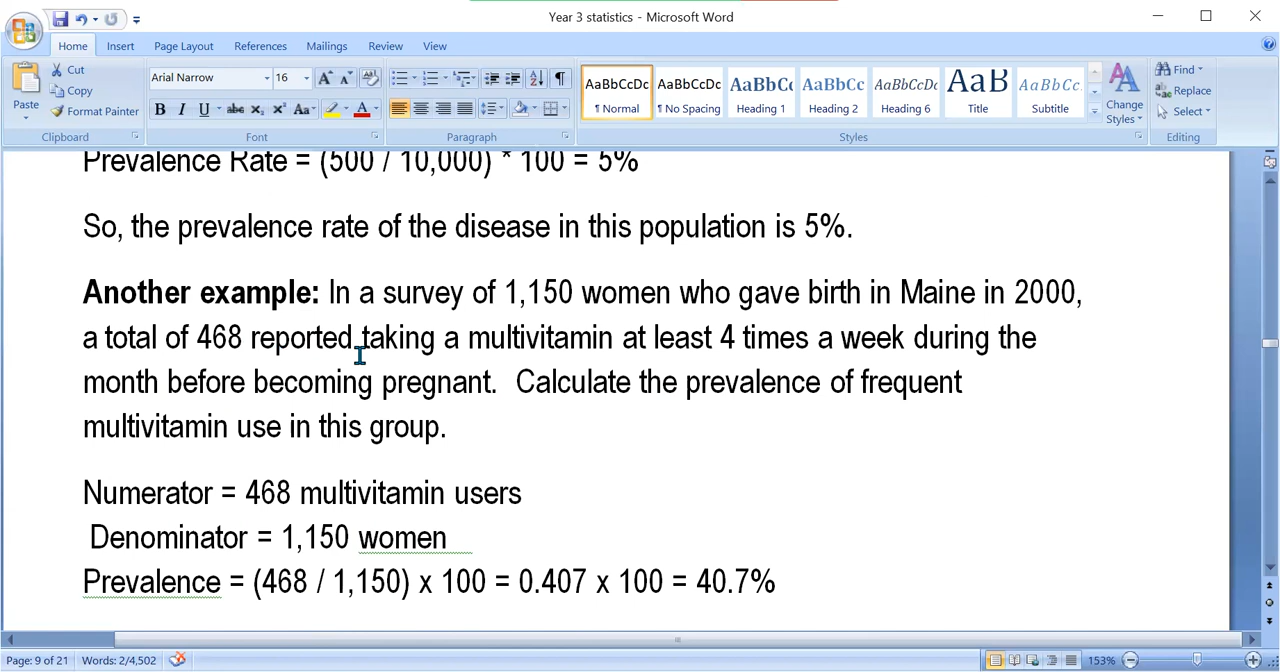 Year 3 statistics - Microsoft Word
Home Insert Page Layout References Mailings Review View
Paste Cut Copy Format Painter Clipboard
Arial Narrow 16 Font
Paragraph
AaBbCcDc ¶ Normal AaBbCcDc ¶ No Spacing AaBbCc Heading 1 AaBbCc Heading 2 AaBbCcDc Heading 6 AaB Title AaBbCc. Subtitle Change Styles Styles
Find Replace Select Editing
Prevalence Rate = (500 / 10,000) * 100 = 5%
So, the prevalence rate of the disease in this population is 5%.
Another example: In a survey of 1,150 women who gave birth in Maine in 2000,
a total of 468 reported taking a multivitamin at least 4 times a week during the
month before becoming pregnant. Calculate the prevalence of frequent
multivitamin use in this group.
Numerator = 468 multivitamin users
Denominator = 1,150 women
Prevalence = (468 / 1,150) x 100 = 0.407 x 100 = 40.7%
Page: 9 of 21 Words: 2/4,502 153%